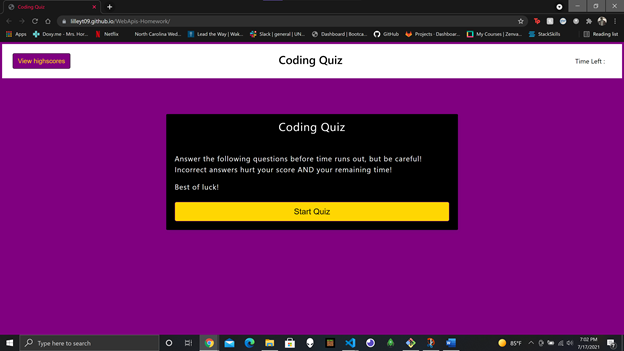 Coding Quiz
lilleyt09.github.io/WebApis-Homework/
Apps
Doxy.me - Mrs. Hor...
Netflix
North Carolina Wed...
Lead the Way | Wak...
Slack | general | UN...
Dashboard | Bootca...
GitHub
Projects · Dashboar...
My Courses | Zenva...
StackSkills
Reading list
View highscores
Coding Quiz
Time Left :
Coding Quiz
Answer the following questions before time runs out, but be careful!
Incorrect answers hurt your score AND your remaining time!
Best of luck!
Start Quiz
Type here to search
85°F
7:02 PM
7/17/2021